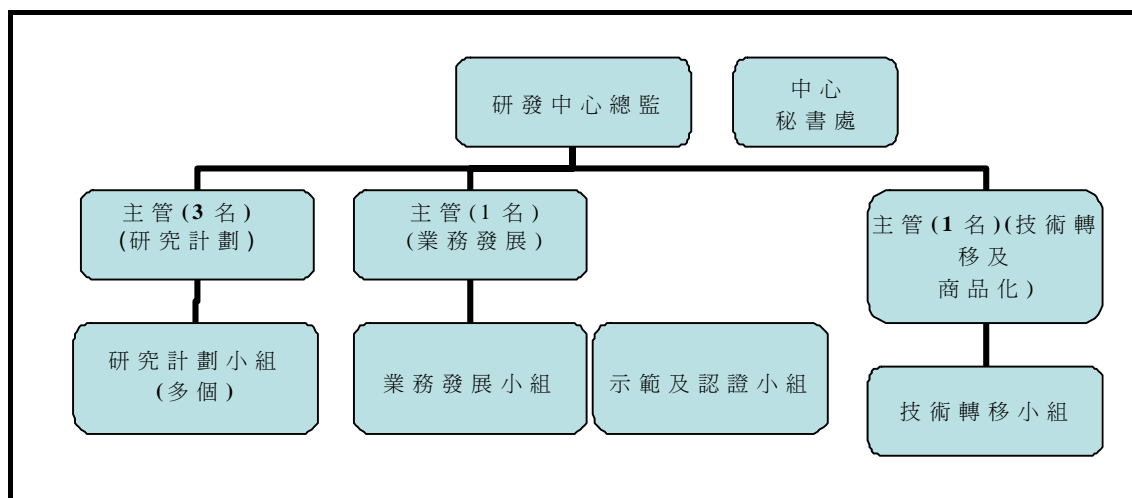 研發中心總監
中心
秘書處
主管(3名)
(研究計劃)
主管(1名)
(業務發展)
主管(1名)(技術轉
移及
商品化)
研究計劃小組
(多個)
業務發展小組
示範及認證小組
技術轉移小組